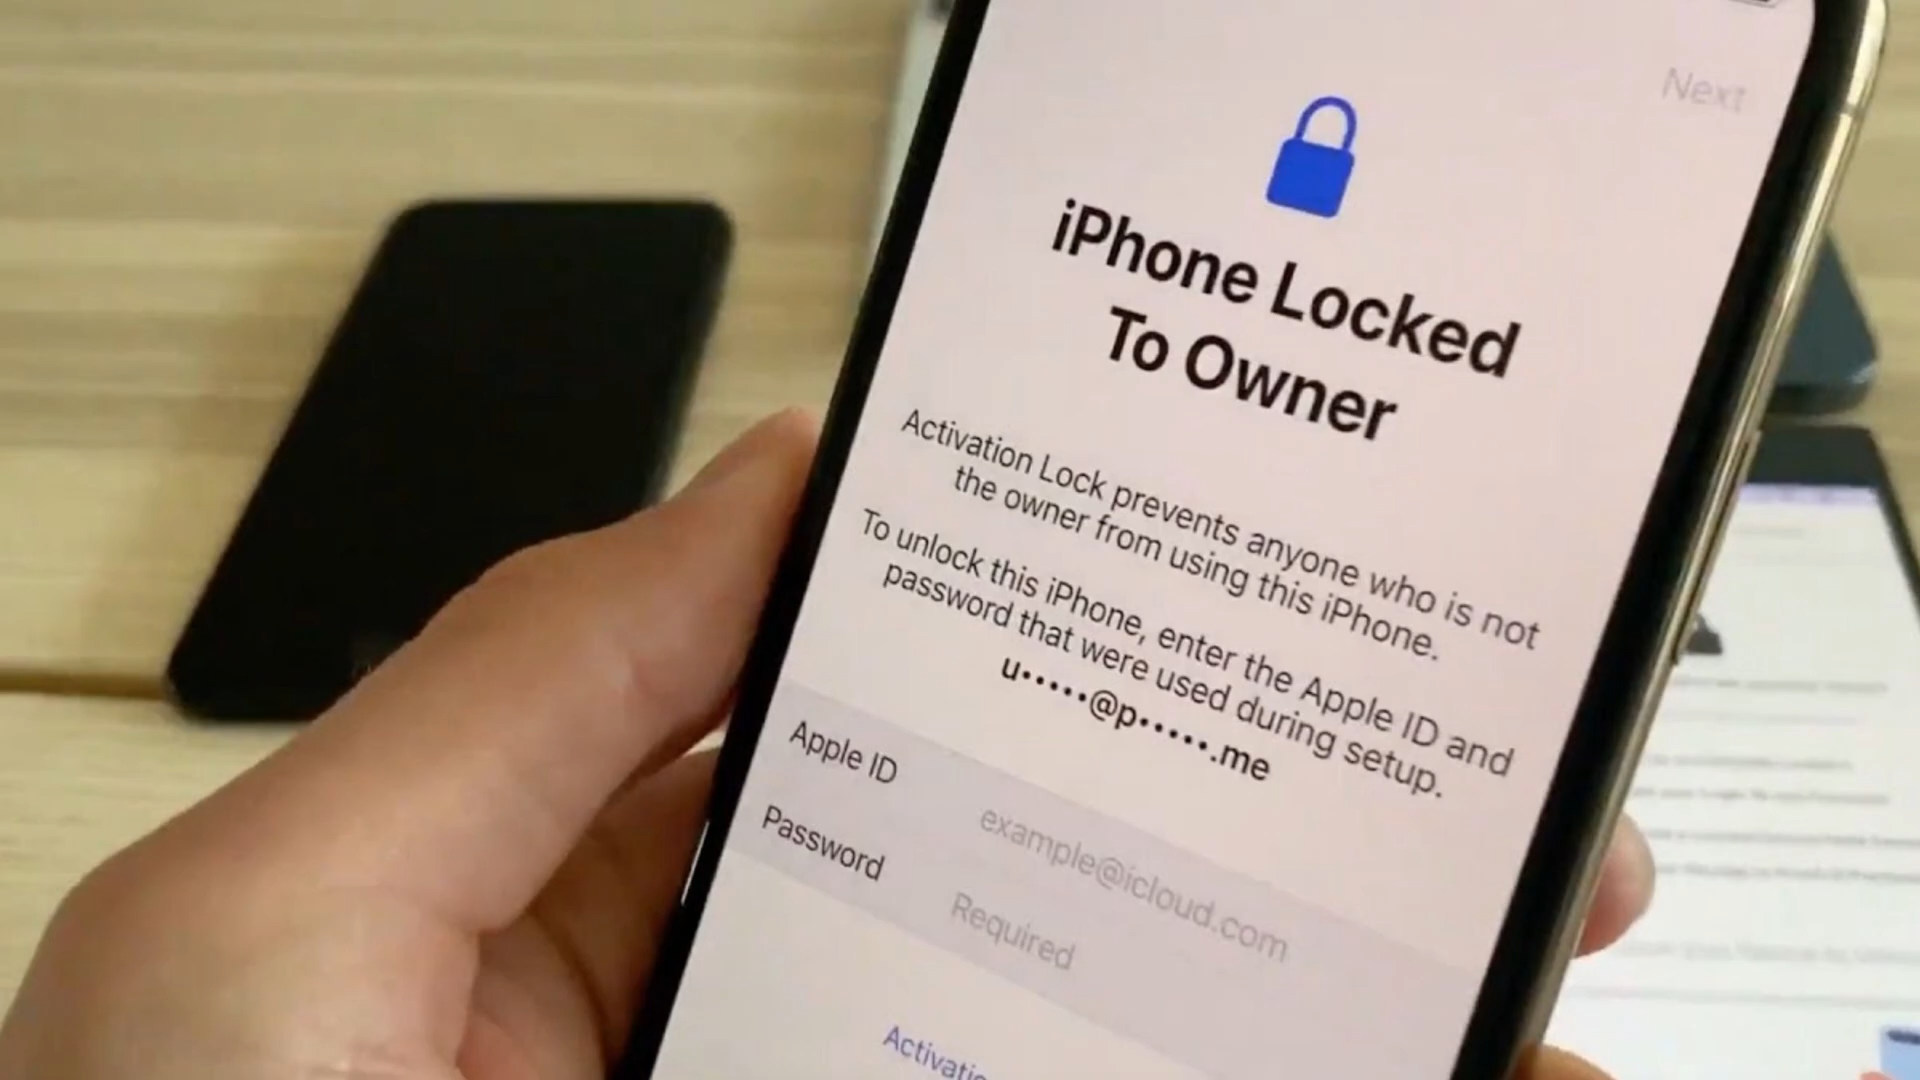 Next
iPhone Locked
To Owner
Activation Lock prevents anyone who is not
the owner from using this iPhone.
To unlock this iPhone, enter the Apple ID and
password that were used during setup.
u•••••@p•••••.me
Apple ID
example@icloud.com
Password
Required